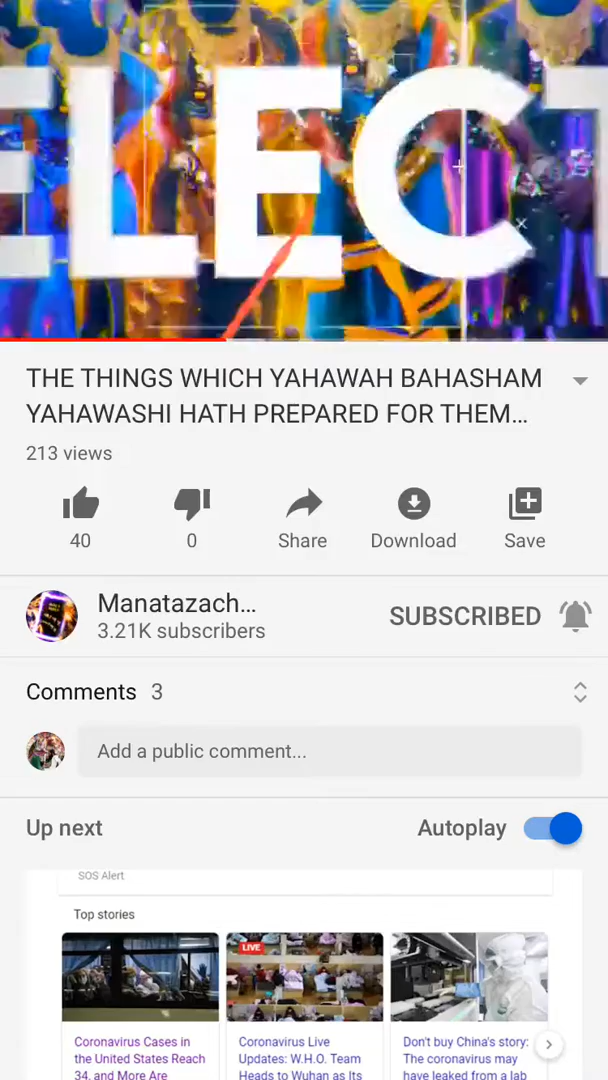 ELECT
THE THINGS WHICH YAHAWAH BAHASHAM
YAHAWASHI HATH PREPARED FOR THEM...
213 views
40
0
Share
Download
Save
Manatazach...
3.21K subscribers
SUBSCRIBED
Comments 3
Add a public comment...
Up next
Autoplay
SOS Alert
Top stories
LIVE
Coronavirus Cases in
the United States Reach
34, and More Are
Coronavirus Live
Updates: W.H.O. Team
Heads to Wuhan as Its
Don't buy China's story:
The coronavirus may
have leaked from a lab